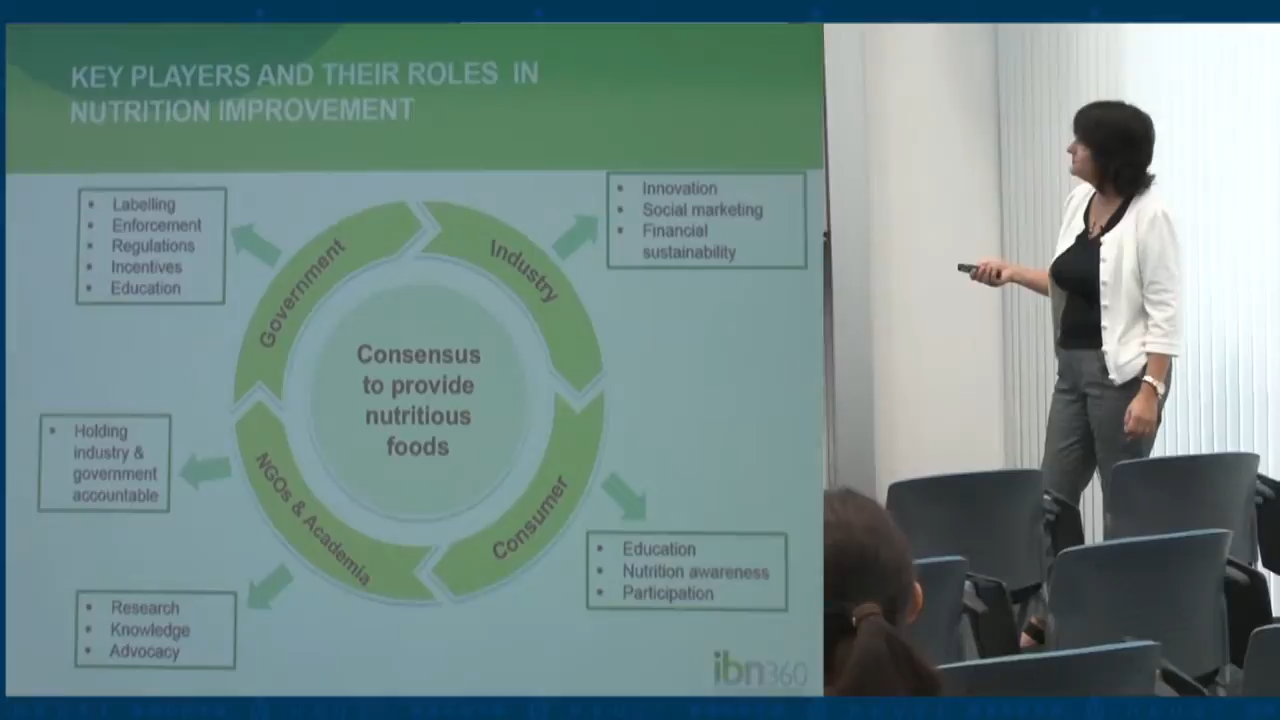 KEY PLAYERS AND THEIR ROLES IN
NUTRITION IMPROVEMENT
▪ Labelling
▪ Enforcement
▪ Regulations
▪ Incentives
▪ Education
▪ Innovation
▪ Social marketing
▪ Financial
sustainability
Government
Industry
Consensus
to provide
nutritious
foods
▪ Holding
industry &
government
accountable
NGOs & Academia
Consumer
▪ Education
▪ Nutrition awareness
▪ Participation
▪ Research
▪ Knowledge
▪ Advocacy
ibn360